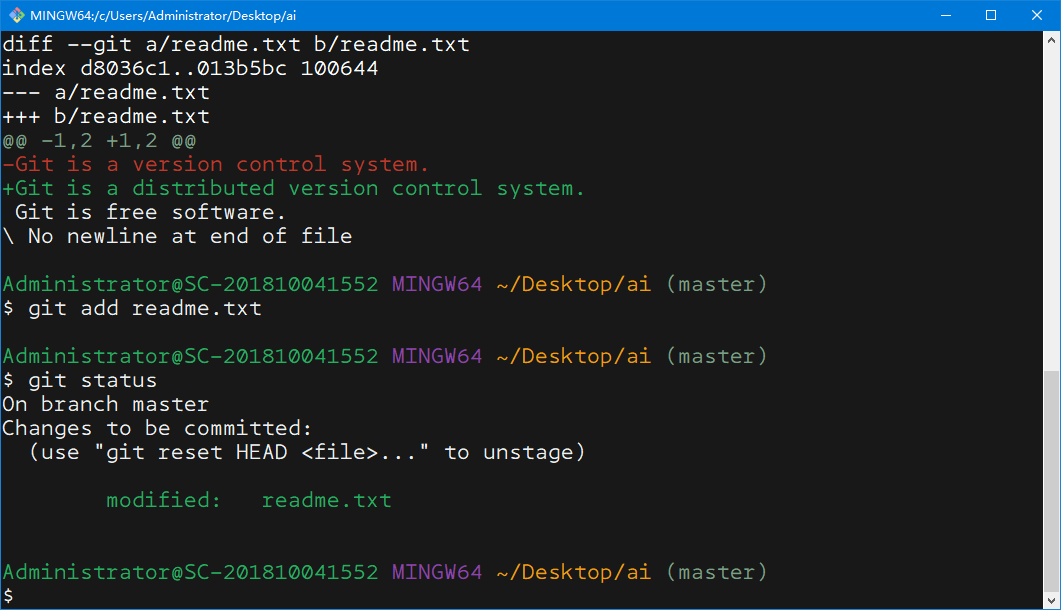 MINGW64:/c/Users/Administrator/Desktop/ai
diff --git a/readme.txt b/readme.txt
index d8036c1..013b5bc 100644
--- a/readme.txt
+++ b/readme.txt
@@ -1,2 +1,2 @@
-Git is a version control system.
+Git is a distributed version control system.
 Git is free software.
\ No newline at end of file
Administrator@SC-201810041552 MINGW64 ~/Desktop/ai (master)
$ git add readme.txt
Administrator@SC-201810041552 MINGW64 ~/Desktop/ai (master)
$ git status
On branch master
Changes to be committed:
  (use "git reset HEAD <file>..." to unstage)
        modified:   readme.txt
Administrator@SC-201810041552 MINGW64 ~/Desktop/ai (master)
$